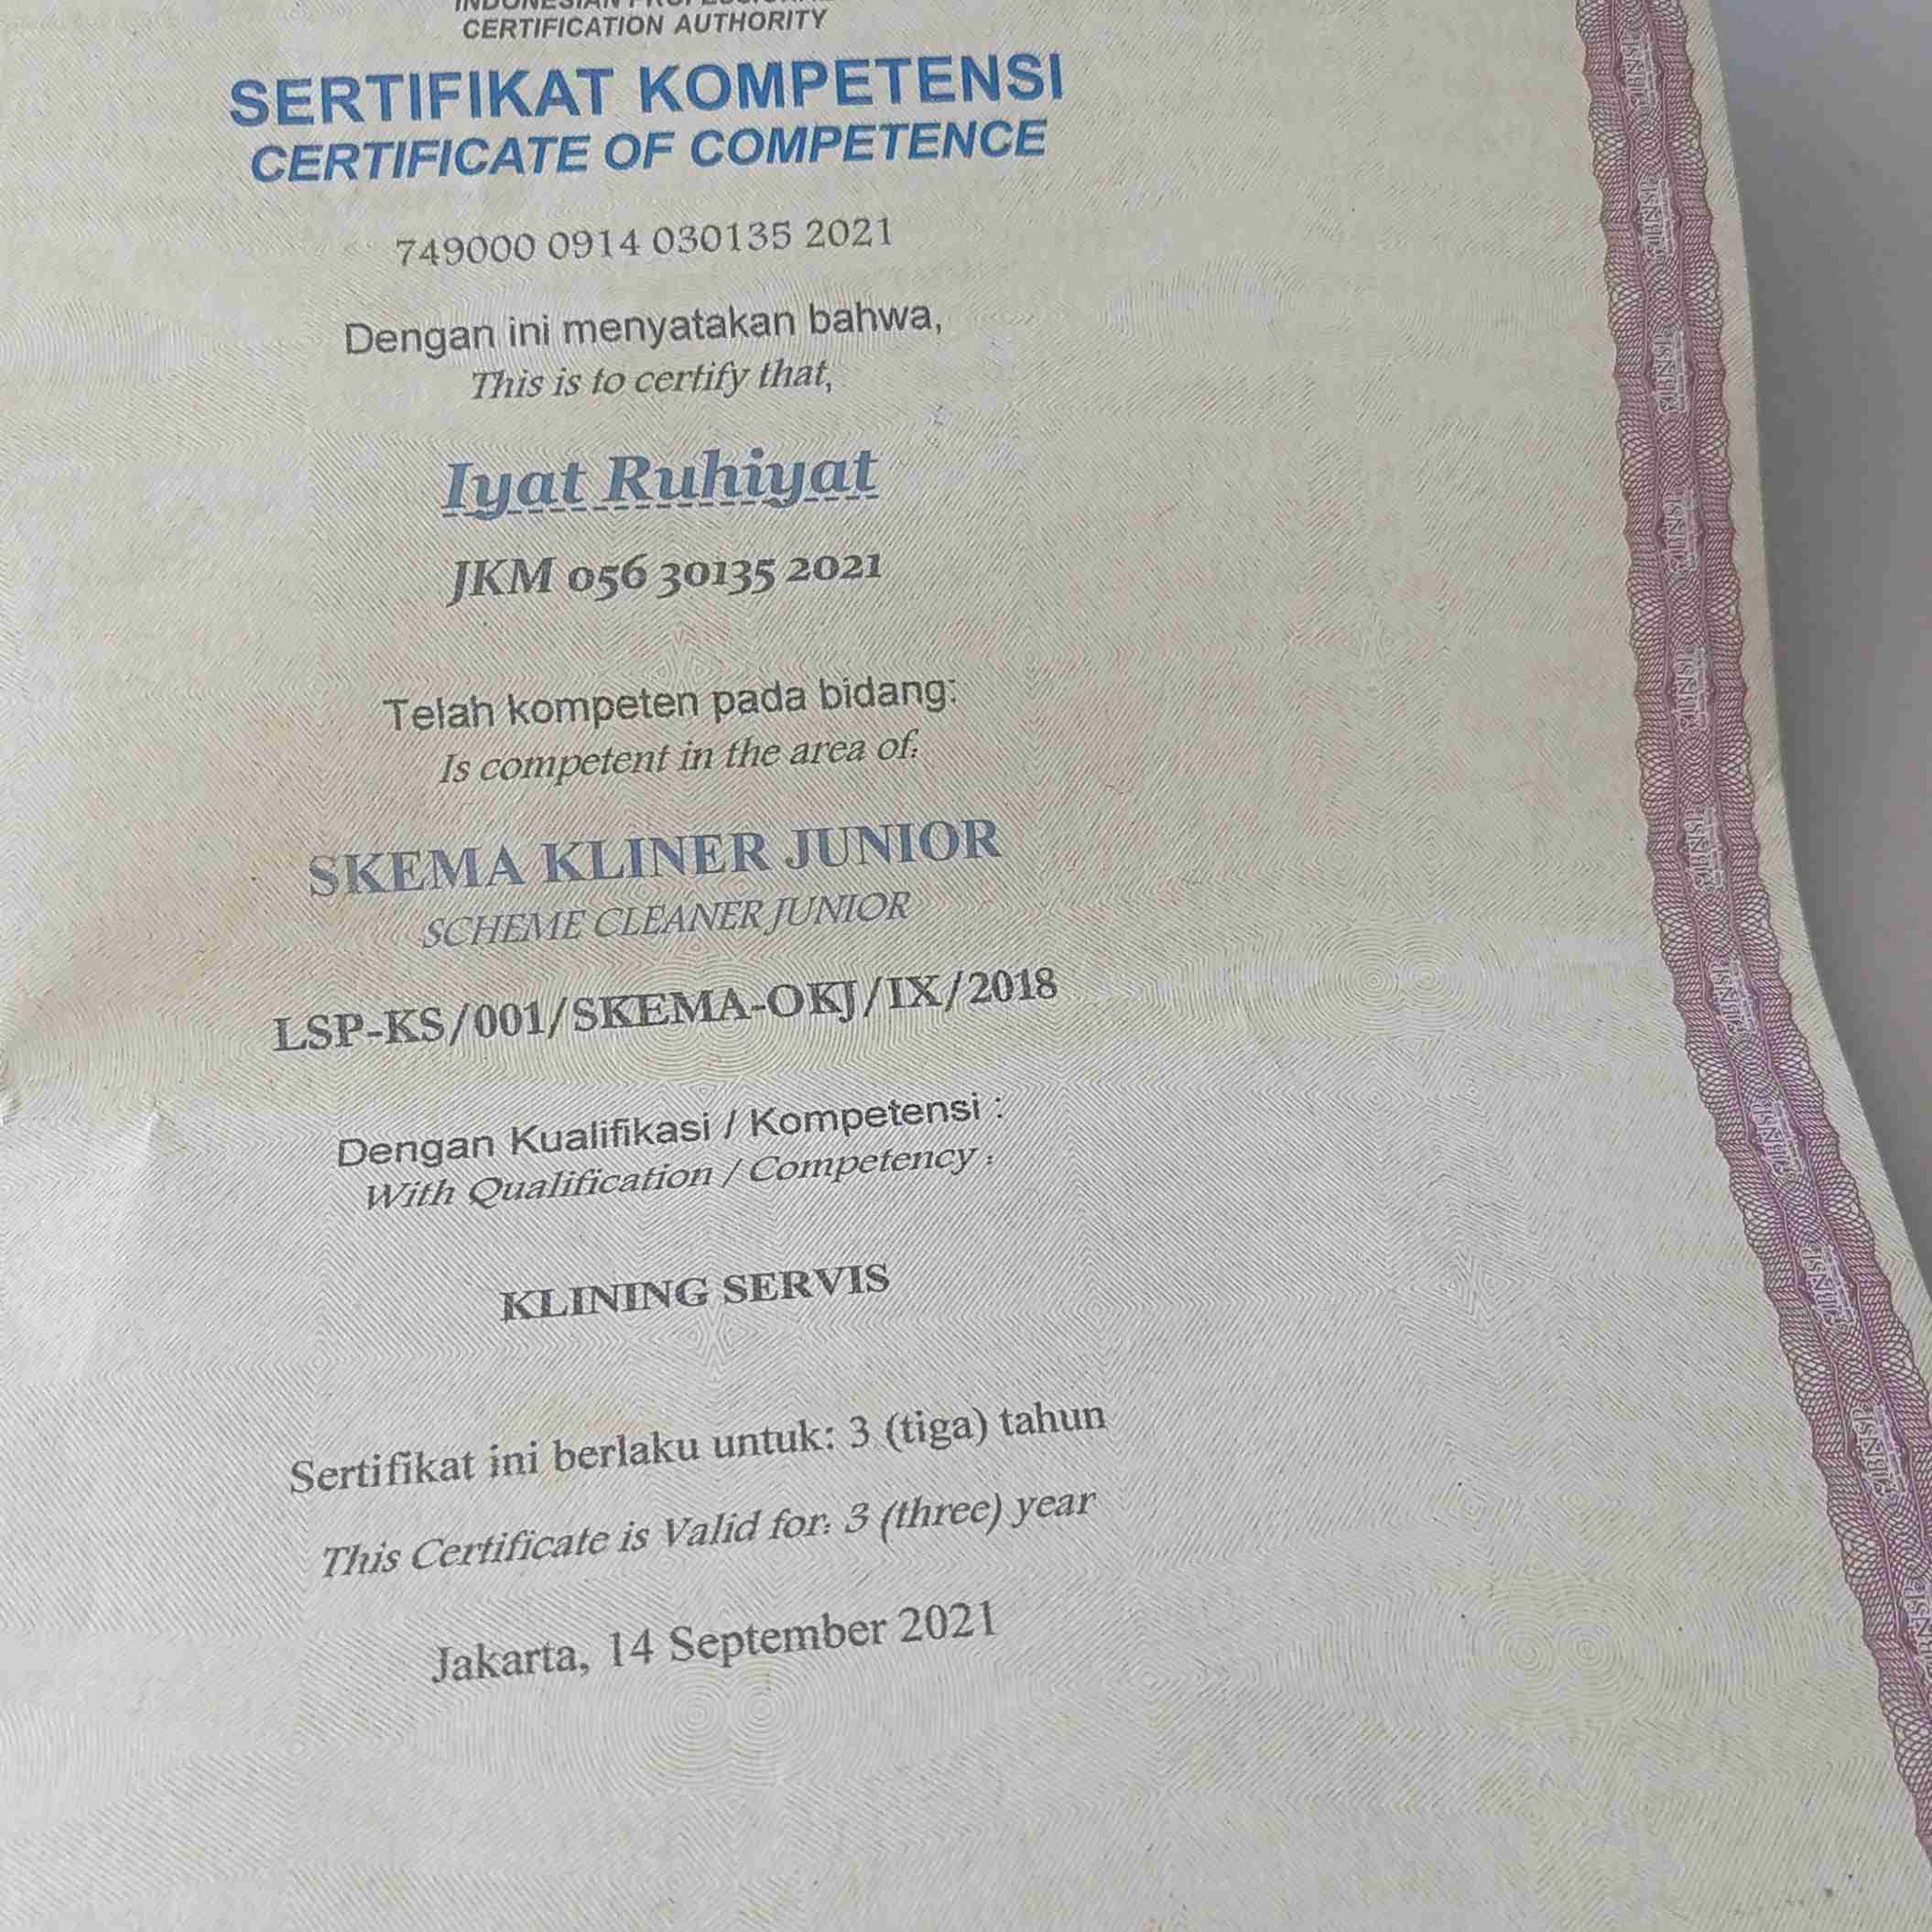 CERTIFICATION AUTHORITY
SERTIFIKAT KOMPETENSI
CERTIFICATE OF COMPETENCE
749000 0914 030135 2021
Dengan ini menyatakan bahwa,
This is to certify that,
Iyat Ruhiyat
JKM 056 30135 2021
Telah kompeten pada bidang:
Is competent in the area of:
SKEMA KLINER JUNIOR
SCHEME CLEANER JUNIOR
LSP-KS/001/SKEMA-OKJ/IX/2018
Dengan Kualifikasi / Kompetensi :
With Qualification / Competency :
KLINING SERVIS
Sertifikat ini berlaku untuk: 3 (tiga) tahun
This Certificate is Valid for: 3 (three) year
Jakarta, 14 September 2021